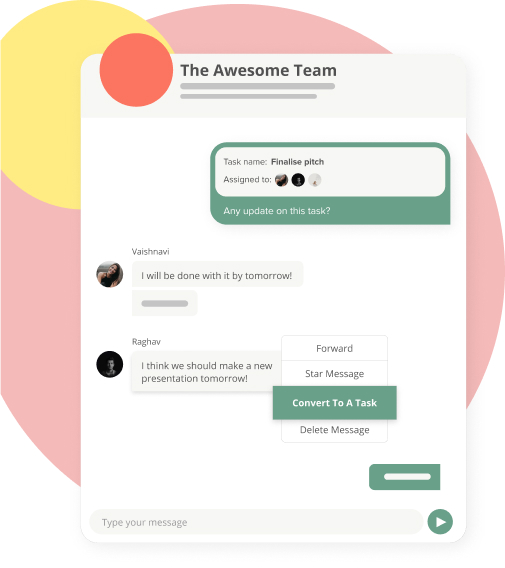 The Awesome Team
Task name: Finalise pitch
Assigned to:
Any update on this task?
Vaishnavi
I will be done with it by tomorrow!
Raghav
I think we should make a new
presentation tomorrow!
Forward
Star Message
Convert To A Task
Delete Message
Type your message